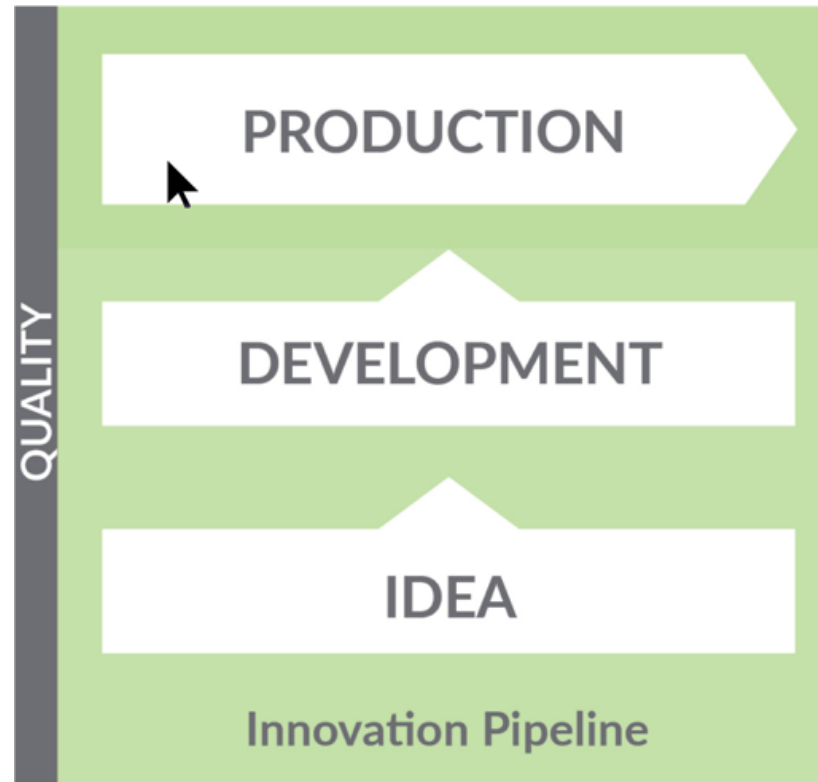 PRODUCTION
QUALITY
DEVELOPMENT
IDEA
Innovation Pipeline